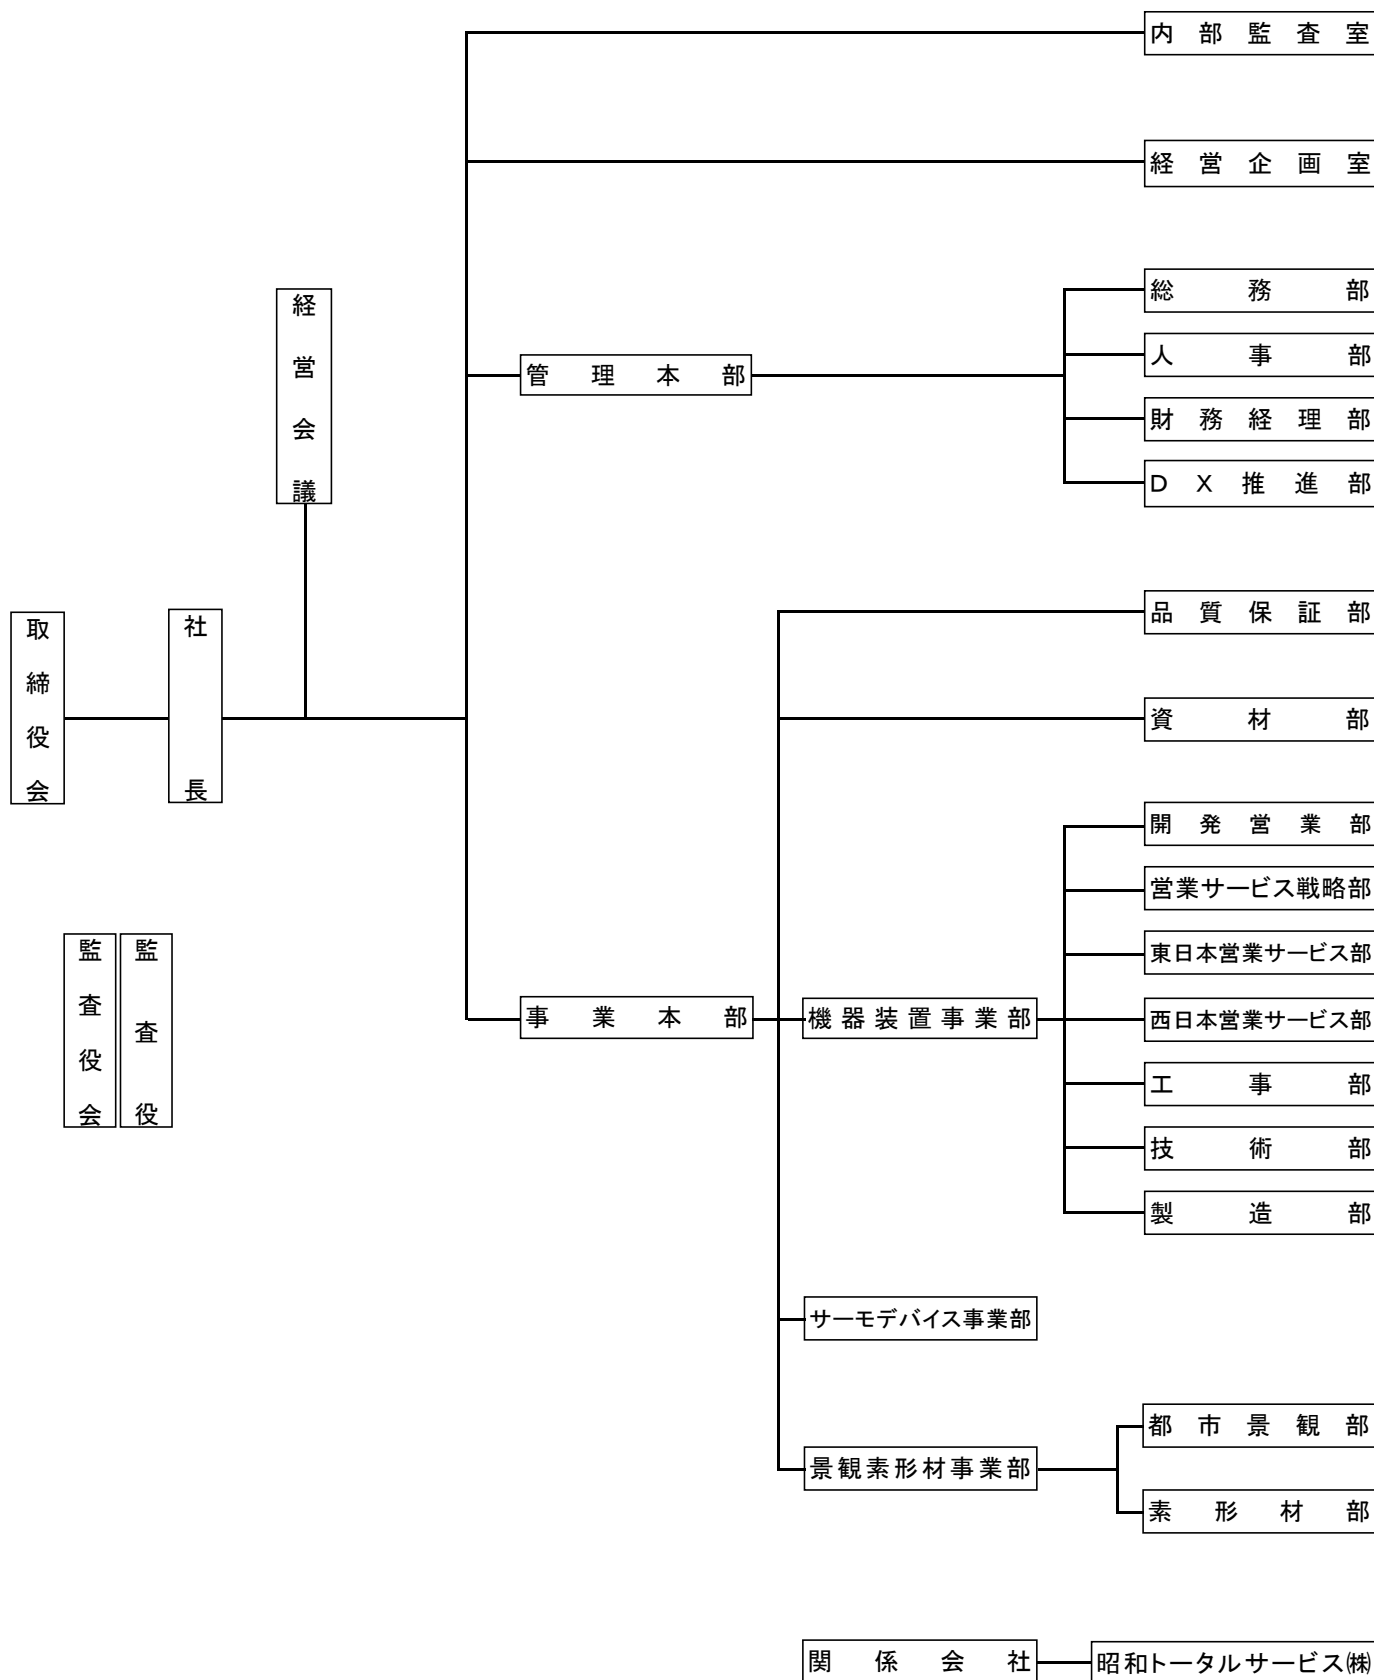 内部監査室
経営企画室
経営会議
管理本部
総務部
人事部
財務経理部
DX推進部
取締役会
社長
監査役会
監査役
事業本部
品質保証部
資材部
機器装置事業部
開発営業部
営業サービス戦略部
東日本営業サービス部
西日本営業サービス部
工事部
技術部
製造部
サーモデバイス事業部
景観素形材事業部
都市景観部
素形材部
関係会社
昭和トータルサービス㈱